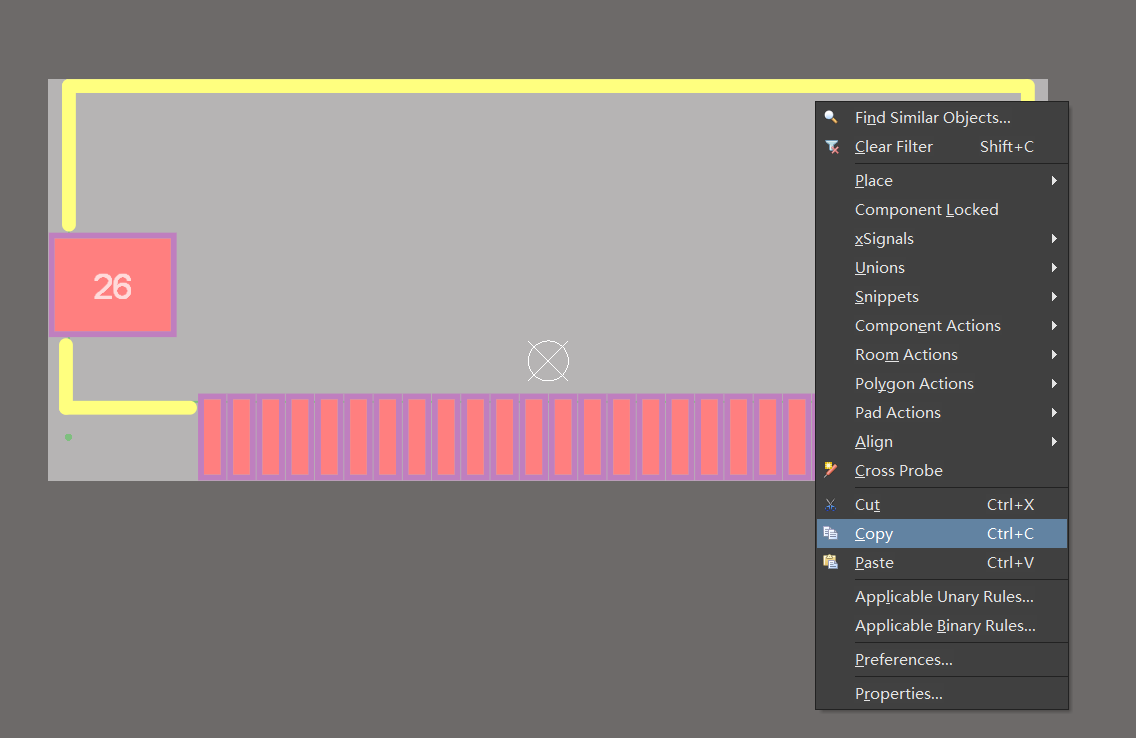 Find Similar Objects...
Clear Filter Shift+C
Place
Component Locked
xSignals
Unions
Snippets
26
Component Actions
Room Actions
Polygon Actions
Pad Actions
Align
Cross Probe
Cut Ctrl+X
Copy Ctrl+C
Paste Ctrl+V
Applicable Unary Rules...
Applicable Binary Rules...
Preferences...
Properties...